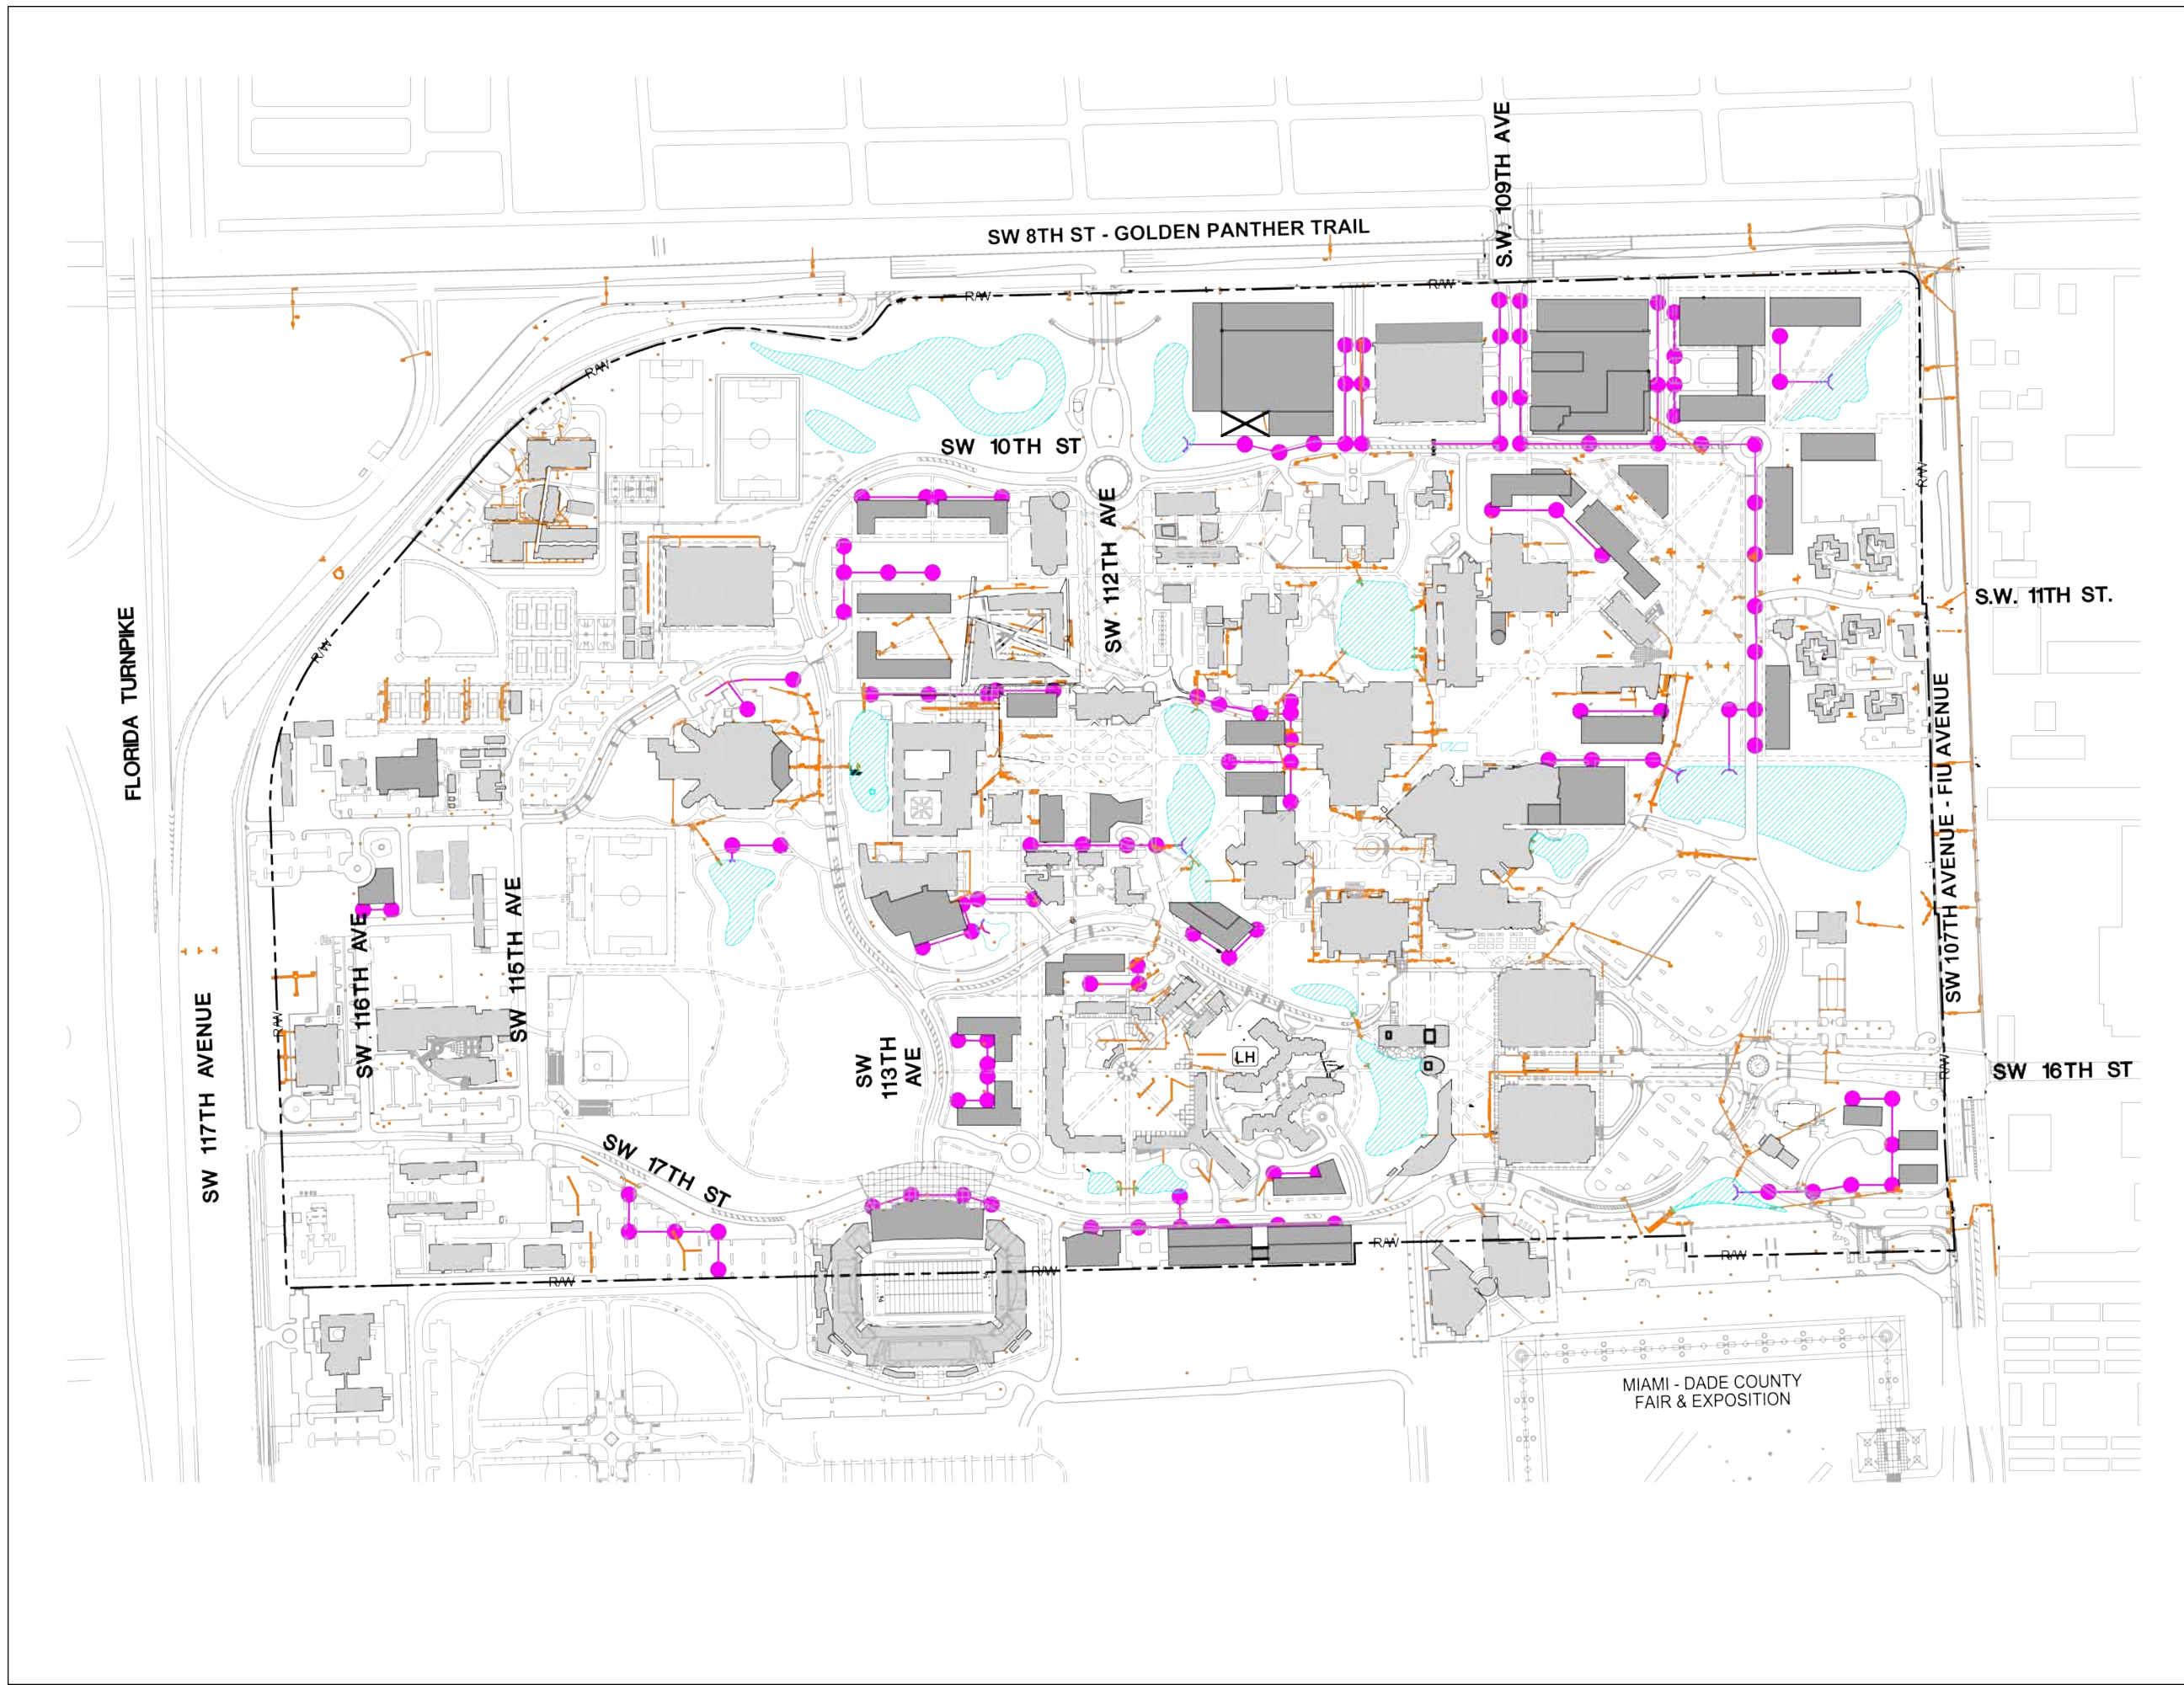 S.W. 109TH AVE
SW 8TH ST - GOLDEN PANTHER TRAIL
R/W
R/W
R/W
SW 10TH ST
R/W
SW. 112TH AVE
S.W. 11TH ST.
R/W
FLORIDA TURNPIKE
SW 107TH AVENUE - FIU AVENUE
SW. 116TH AVE
SW 115TH AVE
SW 117TH AVENUE
R/W
SW
113TH
AVE
LH
R/W
SW 16TH ST
SW 17TH ST
R/W
R/W
R/W
R/W
MIAMI - DADE COUNTY
FAIR & EXPOSITION